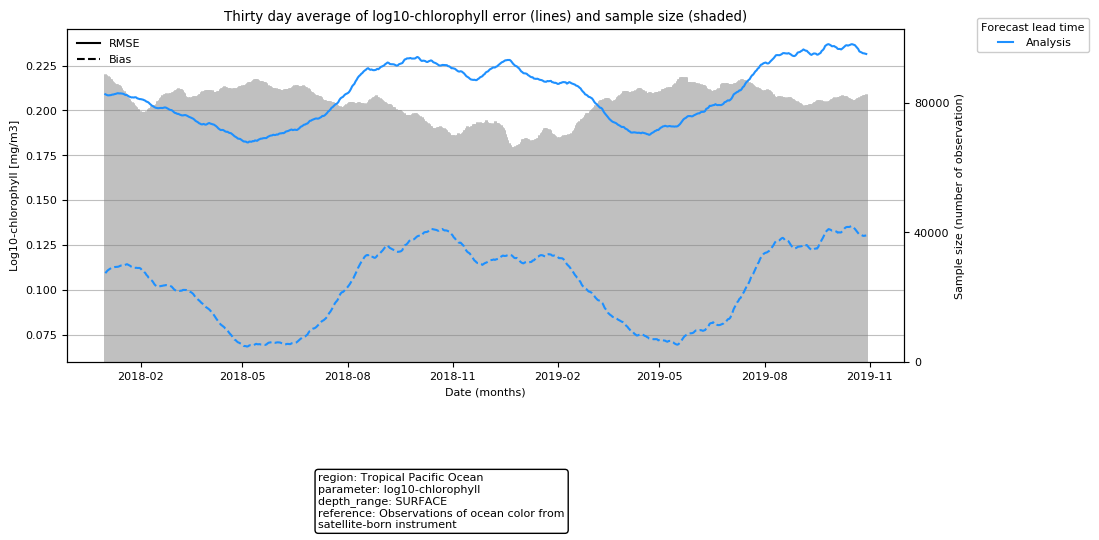 Thirty day average of log10-chlorophyll error (lines) and sample size (shaded)
Forecast lead time
Analysis
RMSE
Bias
Log10-chlorophyll [mg/m3]
0.225
0.200
0.175
0.150
0.125
0.100
0.075
80000
40000
0
Sample size (number of observation)
2018-02
2018-05
2018-08
2018-11
2019-02
2019-05
2019-08
2019-11
Date (months)
region: Tropical Pacific Ocean
parameter: log10-chlorophyll
depth_range: SURFACE
reference: Observations of ocean color from
satellite-born instrument